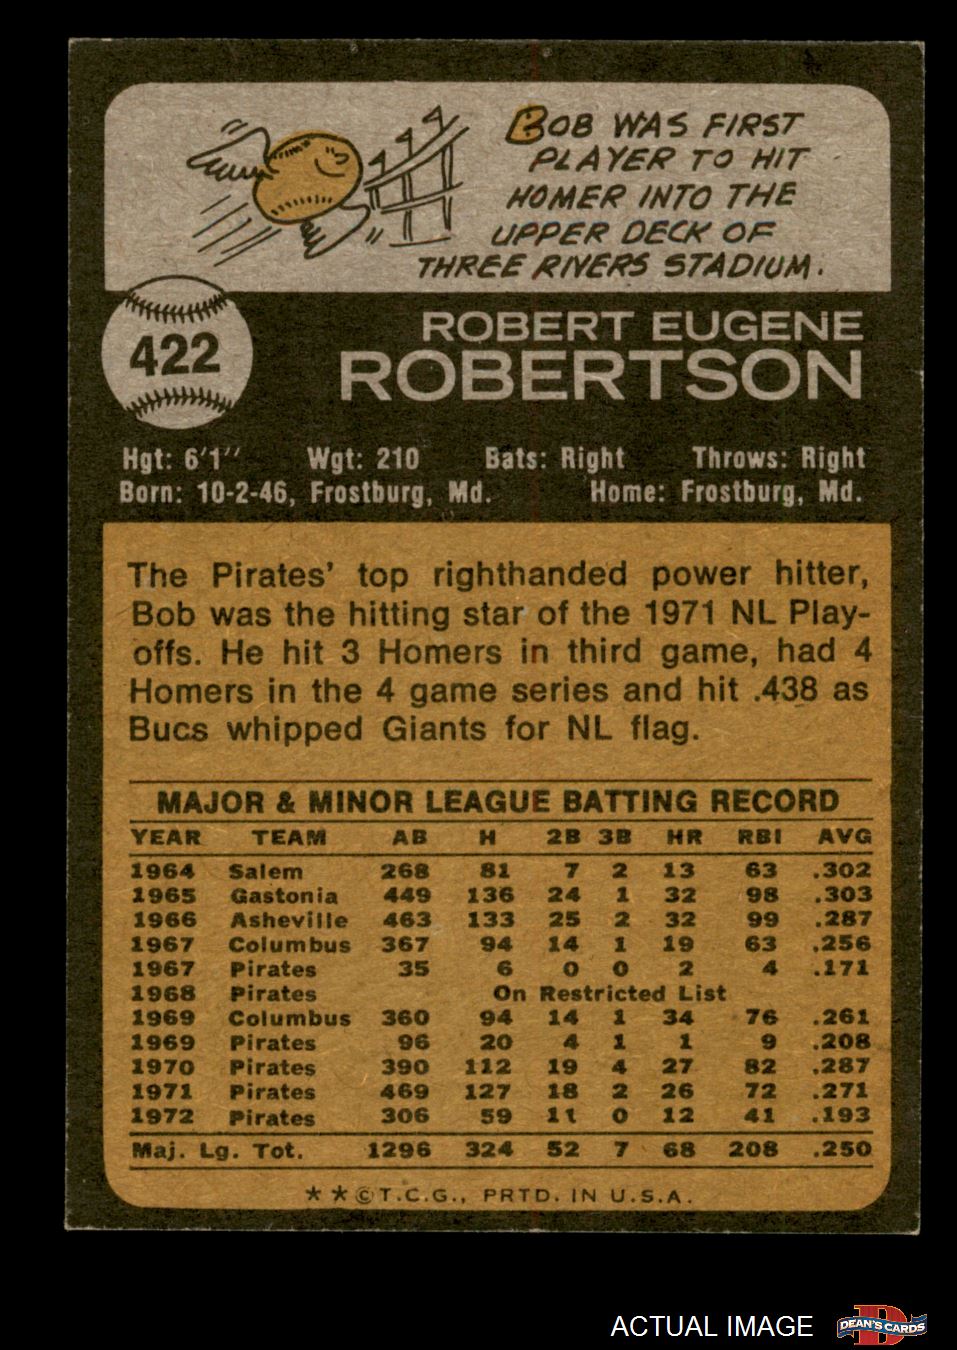 BOB WAS FIRST
PLAYER TO HIT
HOMER INTO THE
UPPER DECK OF
THREE RIVERS STADIUM.
422
ROBERT EUGENE
ROBERTSON
Hgt: 6'1" Wgt: 210 Bats: Right Throws: Right
Born: 10-2-46, Frostburg, Md. Home: Frostburg, Md.
The Pirates' top righthanded power hitter,
Bob was the hitting star of the 1971 NL Play-
offs. He hit 3 Homers in third game, had 4
Homers in the 4 game series and hit .438 as
Bucs whipped Giants for NL flag.
MAJOR & MINOR LEAGUE BATTING RECORD
YEAR TEAM AB H 2B 3B HR RBI AVG
1964 Salem 268 81 7 2 13 63 .302
1965 Gastonia 449 136 24 1 32 98 .303
1966 Asheville 463 133 25 2 32 99 .287
1967 Columbus 367 94 14 1 19 63 .256
1967 Pirates 35 6 0 0 2 4 .171
1968 Pirates On Restricted List
1969 Columbus 360 94 14 1 34 76 .261
1969 Pirates 96 20 4 1 1 9 .208
1970 Pirates 390 112 19 4 27 82 .287
1971 Pirates 469 127 18 2 26 72 .271
1972 Pirates 306 59 11 0 12 41 .193
Maj. Lg. Tot. 1296 324 52 7 68 208 .250
**©T.C.G., PRTD. IN U.S.A.
ACTUAL IMAGE
D
DEAN'S CARDS